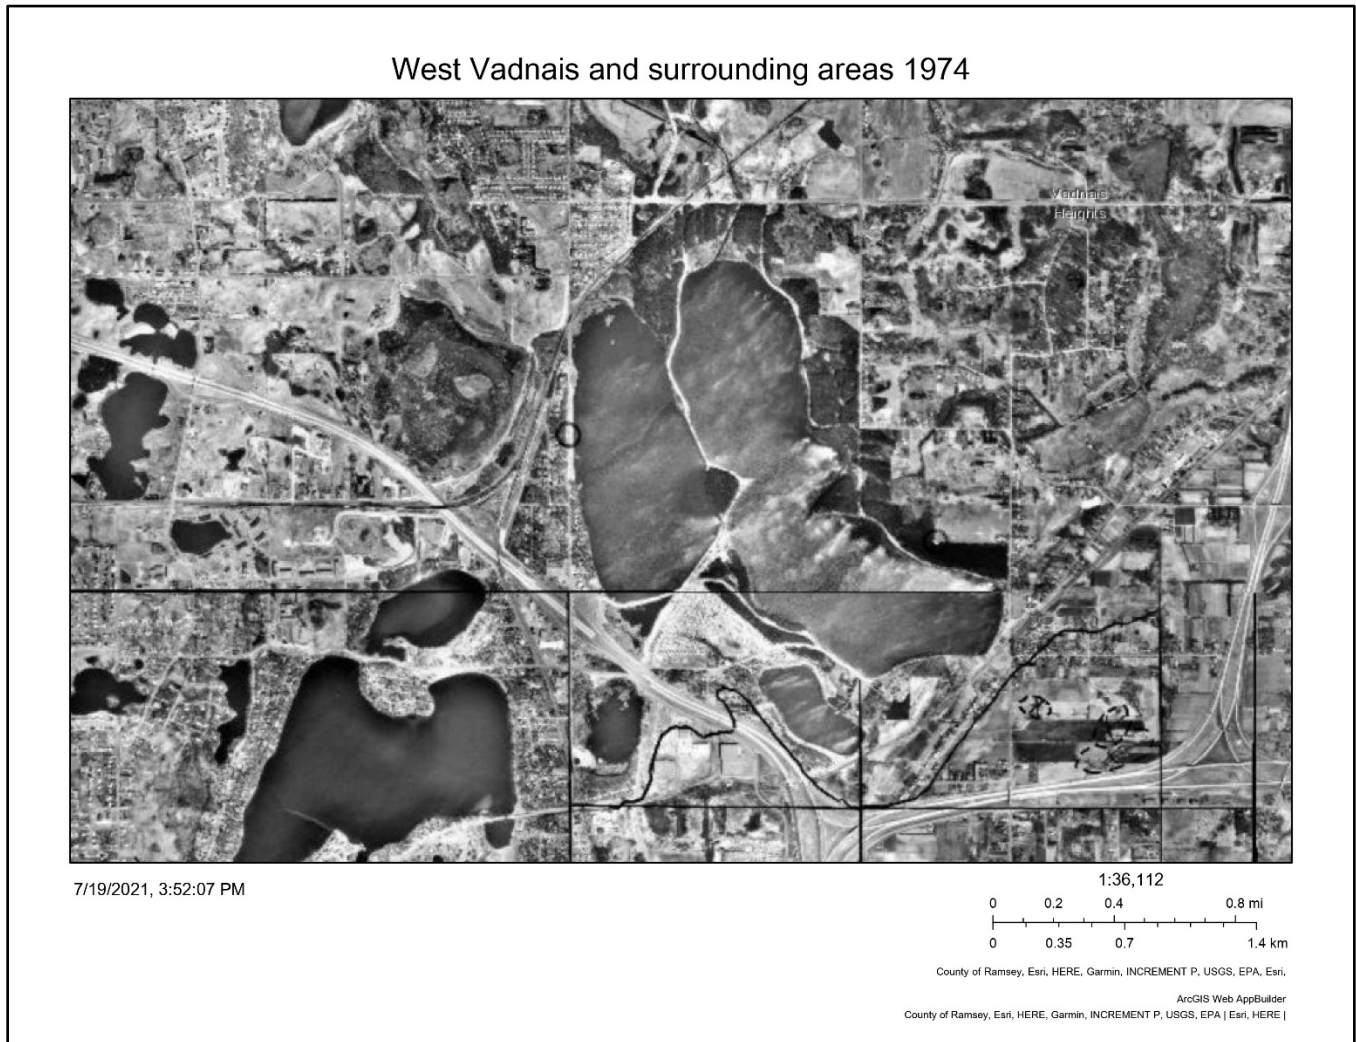 West Vadnais and surrounding areas 1974
Vadnais
Heights
7/19/2021, 3:52:07 PM
1:36,112
0 0.2 0.4 0.8 mi
0 0.35 0.7 1.4 km
County of Ramsey, Esri, HERE, Garmin, INCREMENT P, USGS, EPA, Esri,
ArcGIS Web AppBuilder
County of Ramsey, Esri, HERE, Garmin, INCREMENT P, USGS, EPA | Esri, HERE |